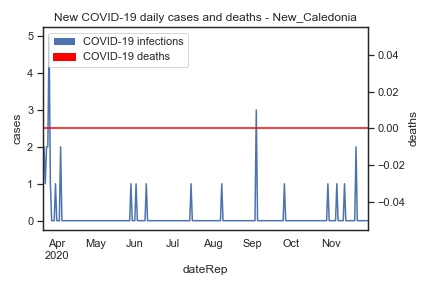 New COVID-19 daily cases and deaths - New_Caledonia
COVID-19 infections
COVID-19 deaths
5
4
3
2
1
0
cases
0.04
0.02
0.00
−0.02
−0.04
deaths
Apr May Jun Jul Aug Sep Oct Nov
2020
dateRep